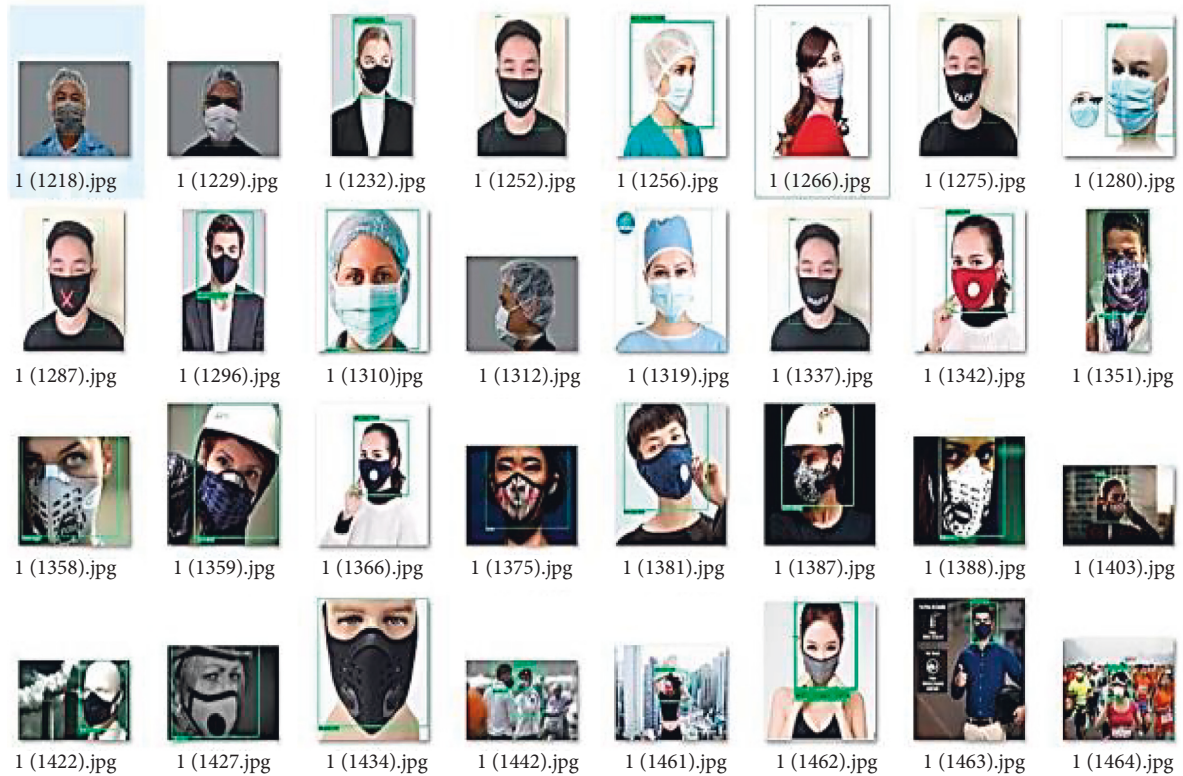 1 (1218).jpg 1 (1229).jpg 1 (1232).jpg 1 (1252).jpg 1 (1256).jpg 1 (1266).jpg 1 (1275).jpg 1 (1280).jpg
1 (1287).jpg 1 (1296).jpg 1 (1310)jpg 1 (1312).jpg 1 (1319).jpg 1 (1337).jpg 1 (1342).jpg 1 (1351).jpg
1 (1358).jpg 1 (1359).jpg 1 (1366).jpg 1 (1375).jpg 1 (1381).jpg 1 (1387).jpg 1 (1388).jpg 1 (1403).jpg
1 (1422).jpg 1 (1427.jpg 1 (1434).jpg 1 (1442).jpg 1 (1461).jpg 1 (1462).jpg 1 (1463).jpg 1 (1464).jpg